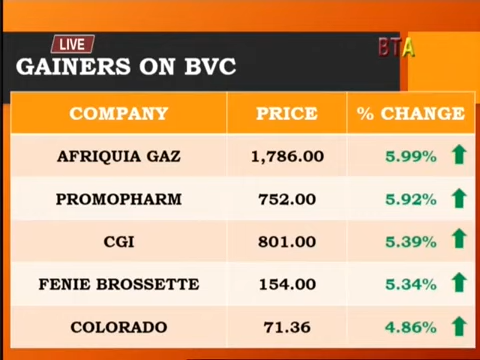 LIVE
BTA
GAINERS ON BVC
COMPANY PRICE % CHANGE
AFRIQUIA GAZ 1,786.00 5.99%
PROMOPHARM 752.00 5.92%
CGI 801.00 5.39%
FENIE BROSSETTE 154.00 5.34%
COLORADO 71.36 4.86%